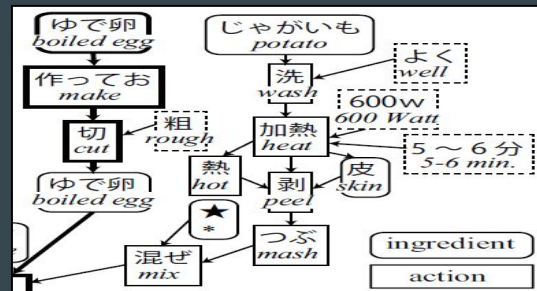 ゆで卵
boiled egg
作ってお
make
切
cut
粗
rough
ゆで卵
boiled egg
じゃがいも
potato
洗
wash
よく
well
600w
600 Watt
加熱
heat
5～6分
5-6 min.
熱
hot
皮
skin
剥
peel
★
*
つぶ
mash
混ぜ
mix
ingredient
action